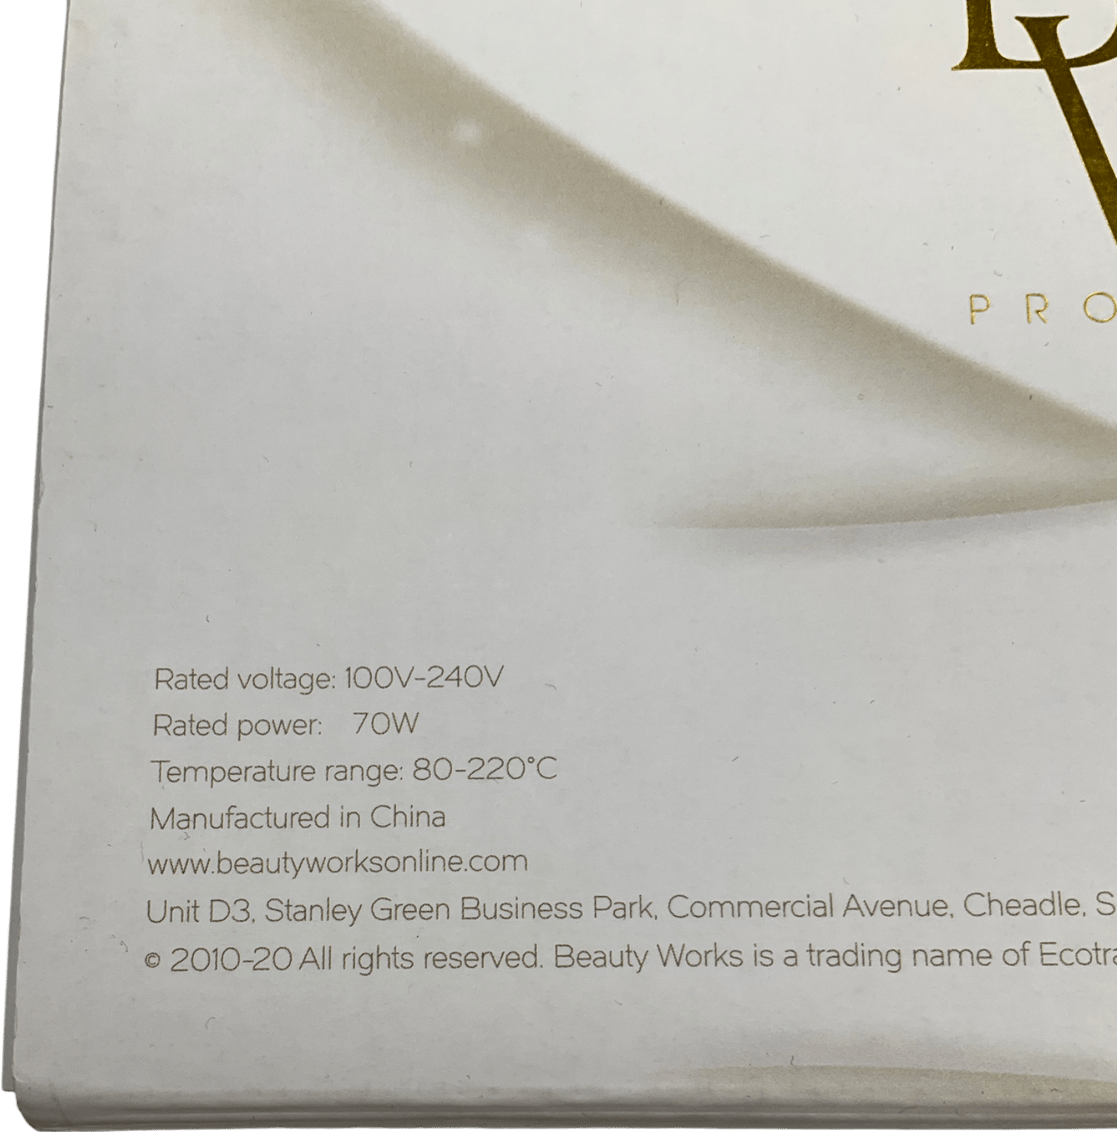 PRO
Rated voltage: 100V-240V
Rated power: 70W
Temperature range: 80-220°C
Manufactured in China
www.beautyworksonline.com
Unit D3, Stanley Green Business Park, Commercial Avenue, Cheadle, S
© 2010-20 All rights reserved. Beauty Works is a trading name of Ecotra